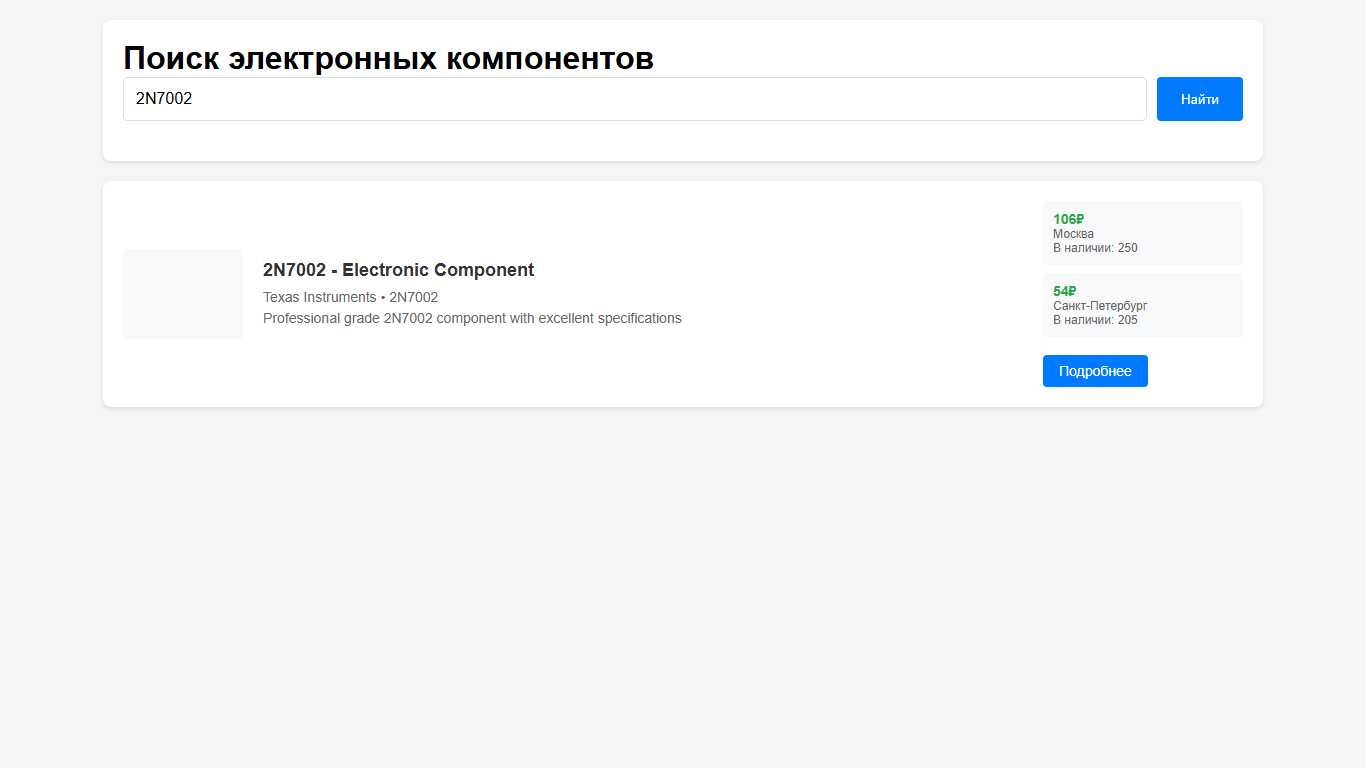 Поиск электронных компонентов
2N7002
Найти
2N7002 - Electronic Component
Texas Instruments • 2N7002
Professional grade 2N7002 component with excellent specifications
106₽
Москва
В наличии: 250
54₽
Санкт-Петербург
В наличии: 205
Подробнее